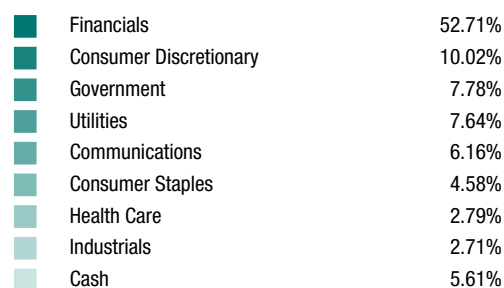 Financials 52.71%
Consumer Discretionary 10.02%
Government 7.78%
Utilities 7.64%
Communications 6.16%
Consumer Staples 4.58%
Health Care 2.79%
Industrials 2.71%
Cash 5.61%